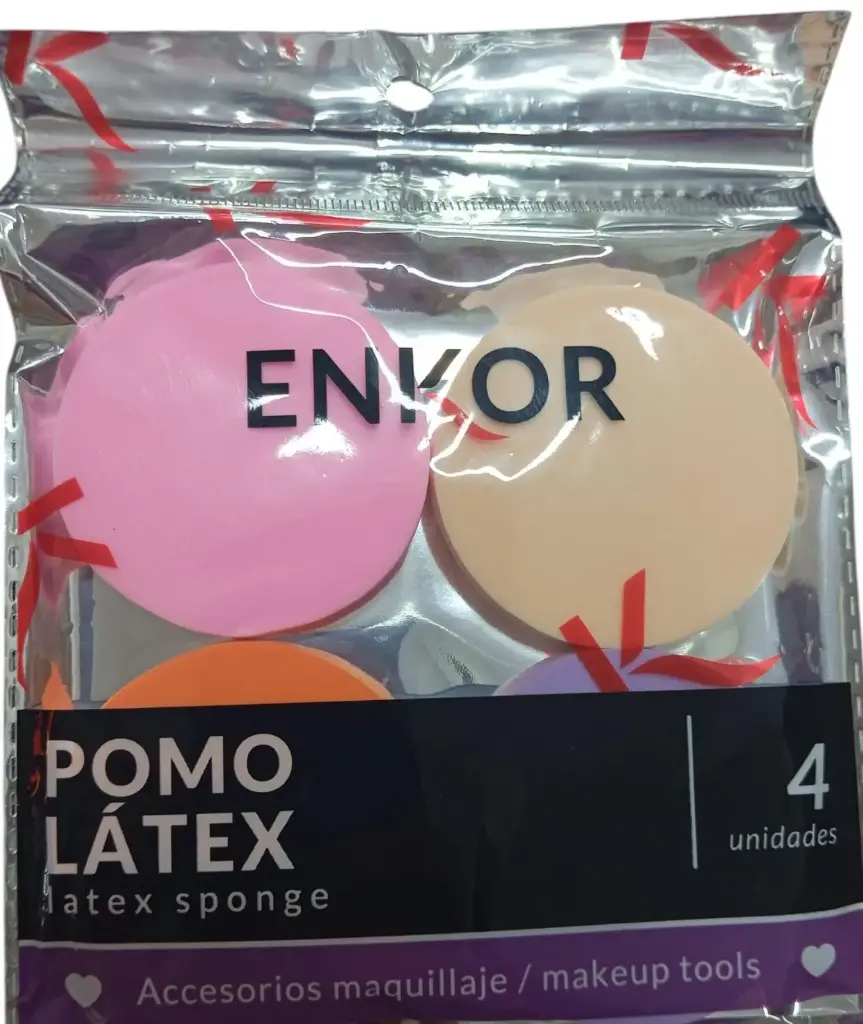 ENKOR
POMO
LÁTEX
latex sponge
4
unidades
Accesorios maquillaje / makeup tools